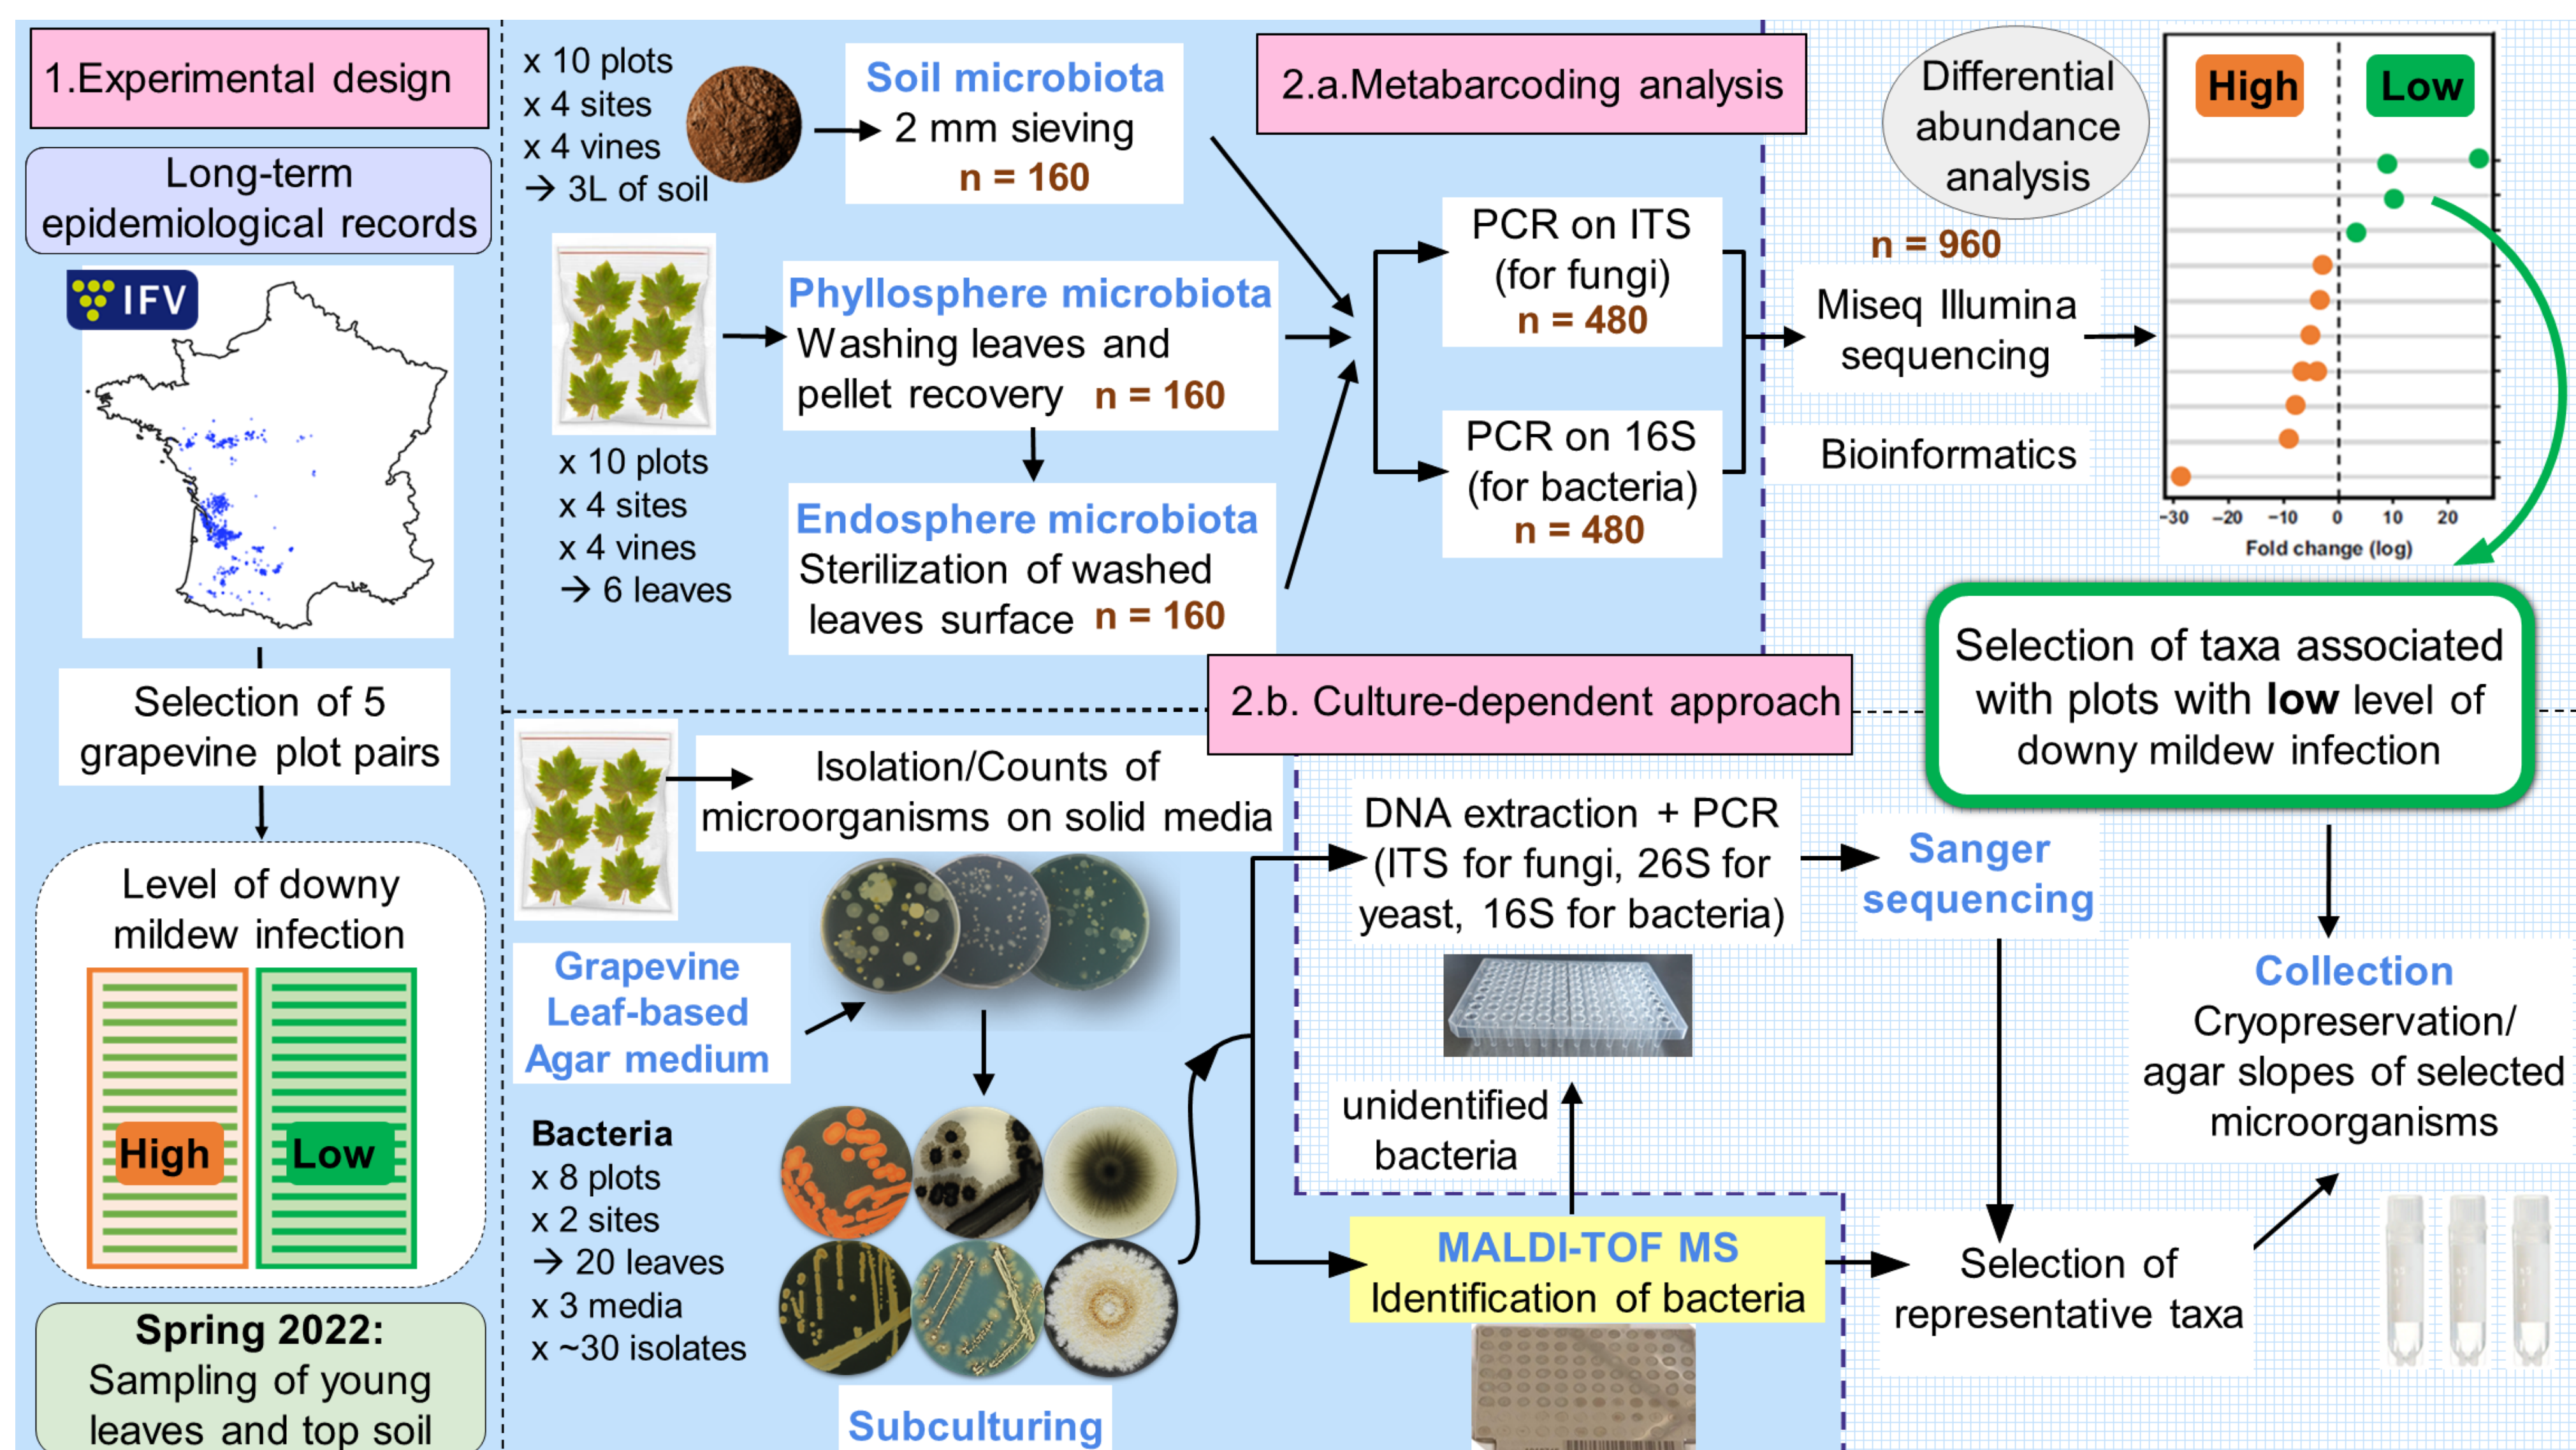 1.Experimental design
Long-term
epidemiological records
IFV
Selection of 5
grapevine plot pairs
Level of downy
mildew infection
High
Low
Spring 2022:
Sampling of young
leaves and top soil
x 10 plots
x 4 sites
x 4 vines
→ 3L of soil
Soil microbiota
2 mm sieving
n = 160
2.a.Metabarcoding analysis
Phyllosphere microbiota
Washing leaves and
pellet recovery n = 160
x 10 plots
x 4 sites
x 4 vines
→ 6 leaves
Endosphere microbiota
Sterilization of washed
leaves surface n = 160
PCR on ITS
(for fungi)
n = 480
PCR on 16S
(for bacteria)
n = 480
Differential
abundance
analysis
n = 960
Miseq Illumina
sequencing
Bioinformatics
High
Low
−30 −20 −10 0 10 20
Fold change (log)
Selection of taxa associated
with plots with low level of
downy mildew infection
2.b. Culture-dependent approach
Isolation/Counts of
microorganisms on solid media
Grapevine
Leaf-based
Agar medium
Bacteria
x 8 plots
x 2 sites
→ 20 leaves
x 3 media
x ~30 isolates
Subculturing
DNA extraction + PCR
(ITS for fungi, 26S for
yeast, 16S for bacteria)
Sanger
sequencing
unidentified
bacteria
MALDI-TOF MS
Identification of bacteria
Selection of
representative taxa
Collection
Cryopreservation/
agar slopes of selected
microorganisms